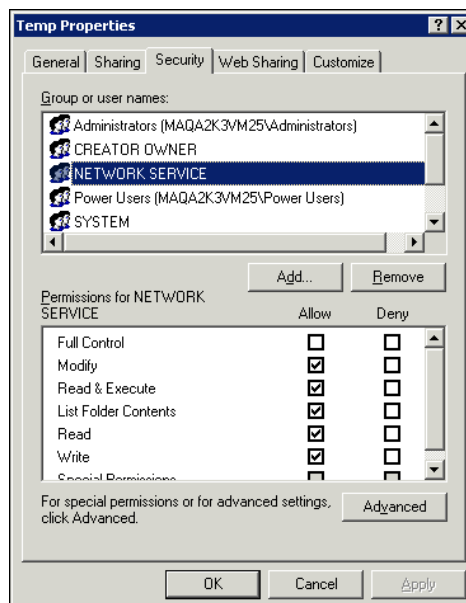 Temp Properties
General Sharing Security Web Sharing Customize
Group or user names:
Administrators (MAQA2K3VM25\Administrators)
CREATOR OWNER
NETWORK SERVICE
Power Users (MAQA2K3VM25\Power Users)
SYSTEM
Add... Remove
Permissions for NETWORK
SERVICE Allow Deny
Full Control
Modify
Read & Execute
List Folder Contents
Read
Write
Special Permissions
For special permissions or for advanced settings,
click Advanced.
Advanced
OK Cancel Apply